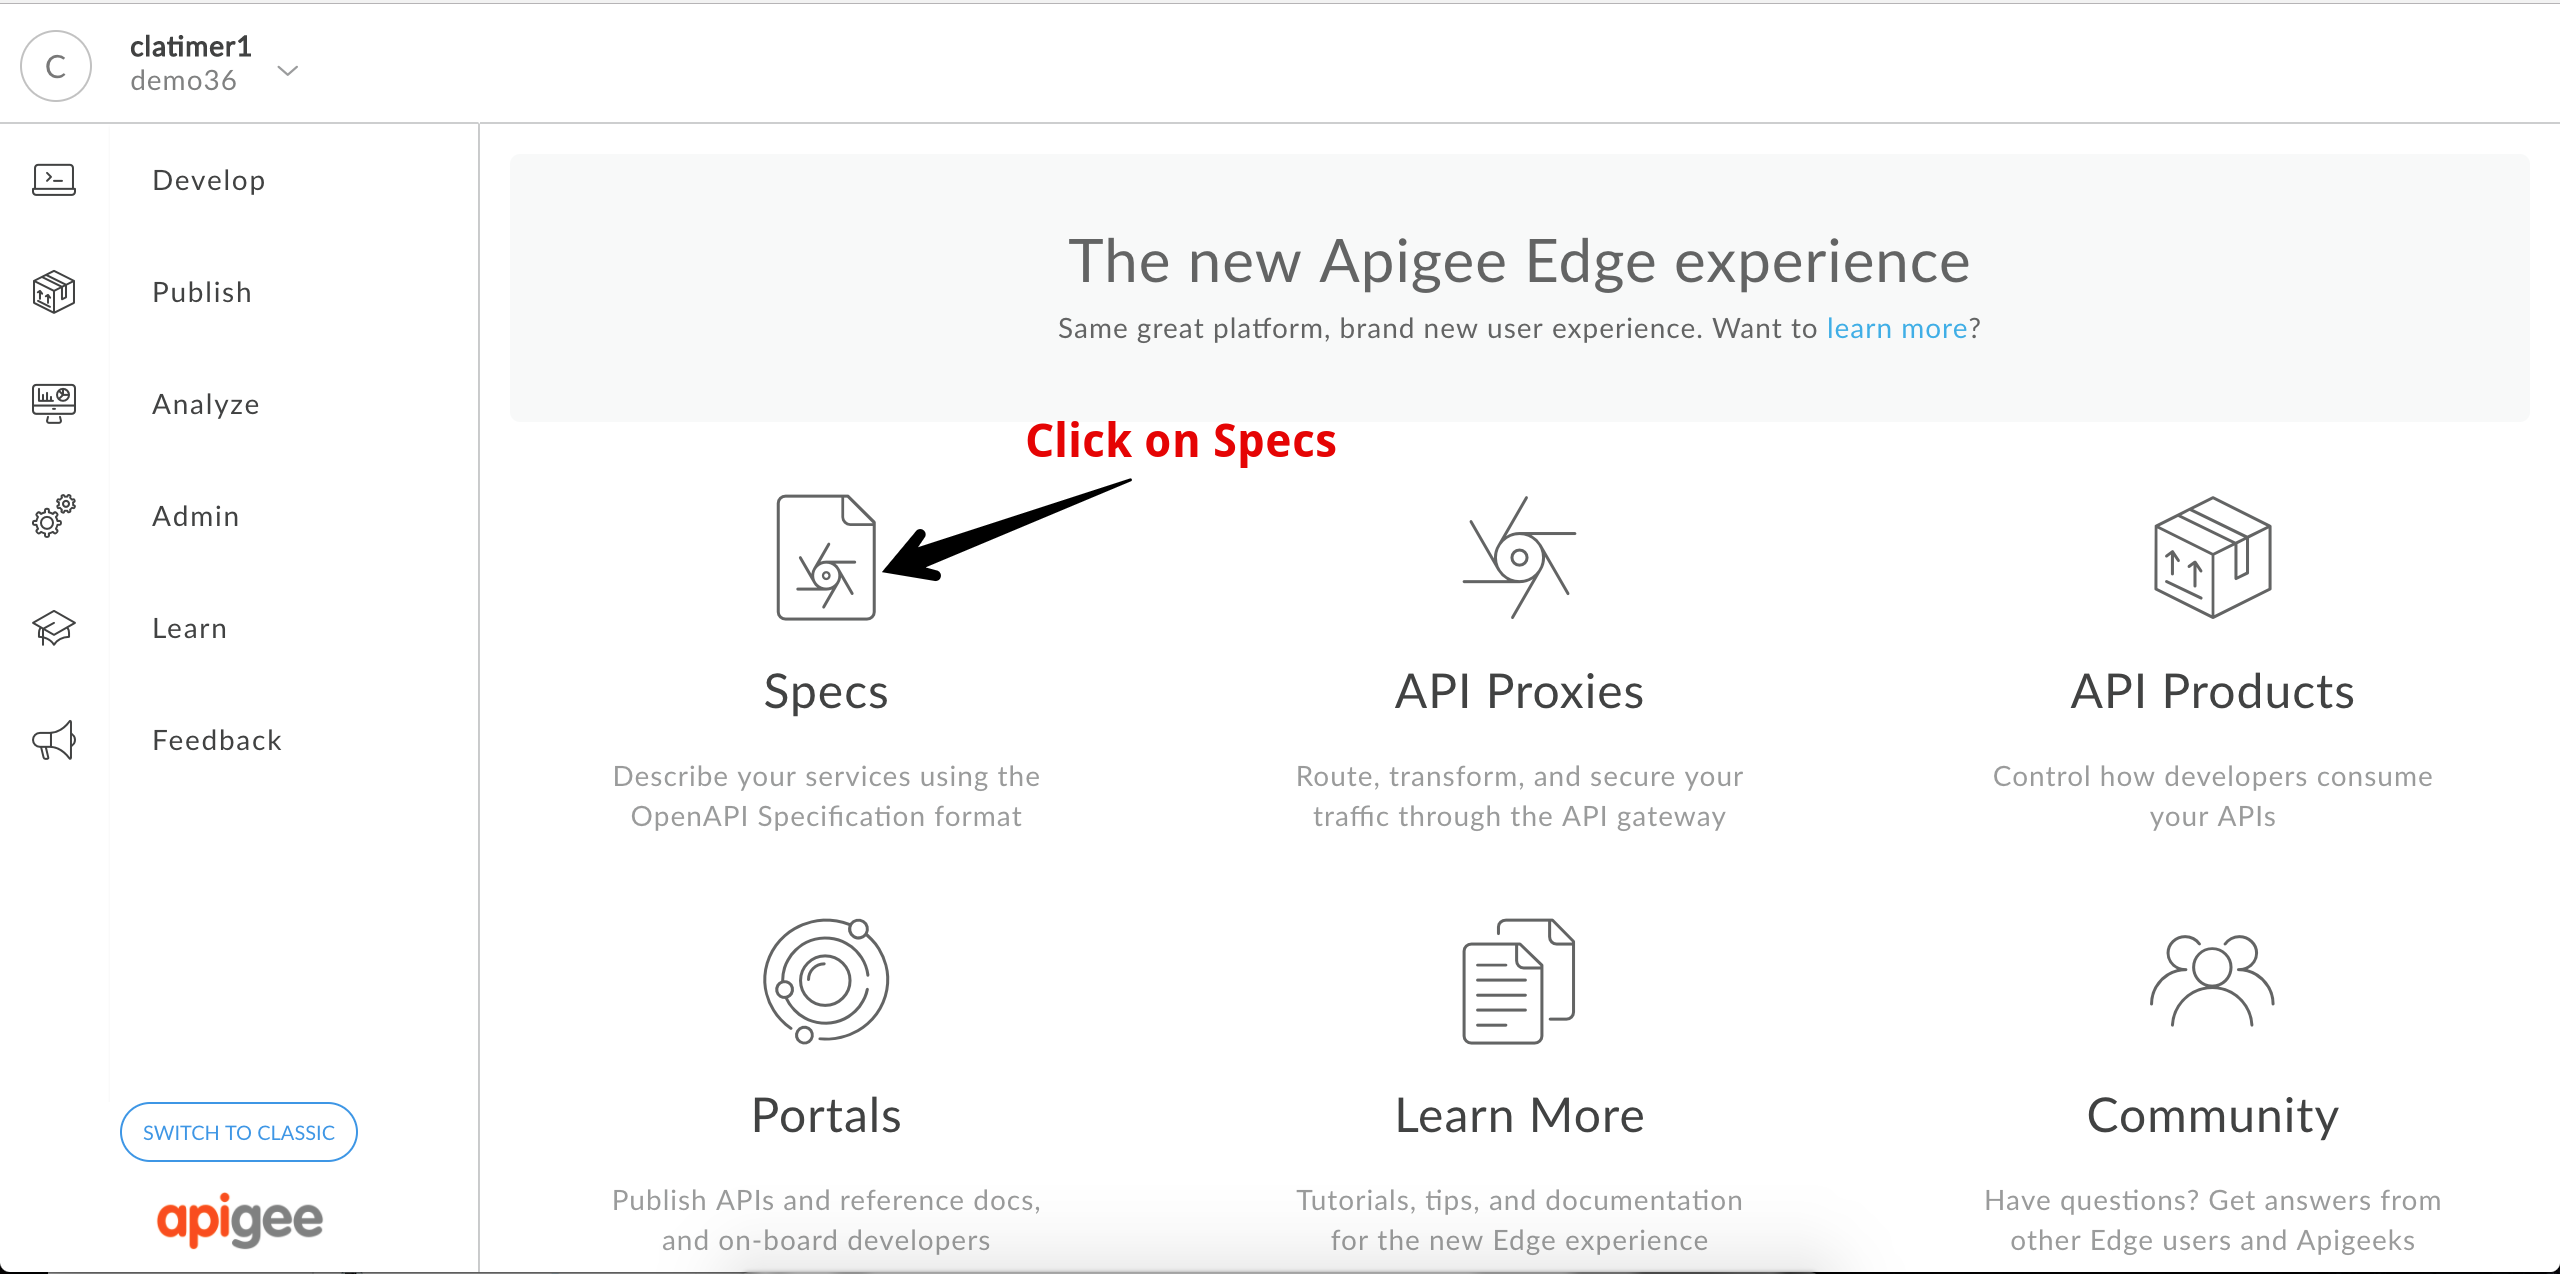 C
clatimer1
demo36
Develop
Publish
Analyze
Admin
Learn
Feedback
SWITCH TO CLASSIC
apigee
The new Apigee Edge experience
Same great platform, brand new user experience. Want to learn more?
Click on Specs
Specs
Describe your services using the
OpenAPI Specification format
API Proxies
Route, transform, and secure your
traffic through the API gateway
API Products
Control how developers consume
your APIs
Portals
Publish APIs and reference docs,
and on-board developers
Learn More
Tutorials, tips, and documentation
for the new Edge experience
Community
Have questions? Get answers from
other Edge users and Apigeeks